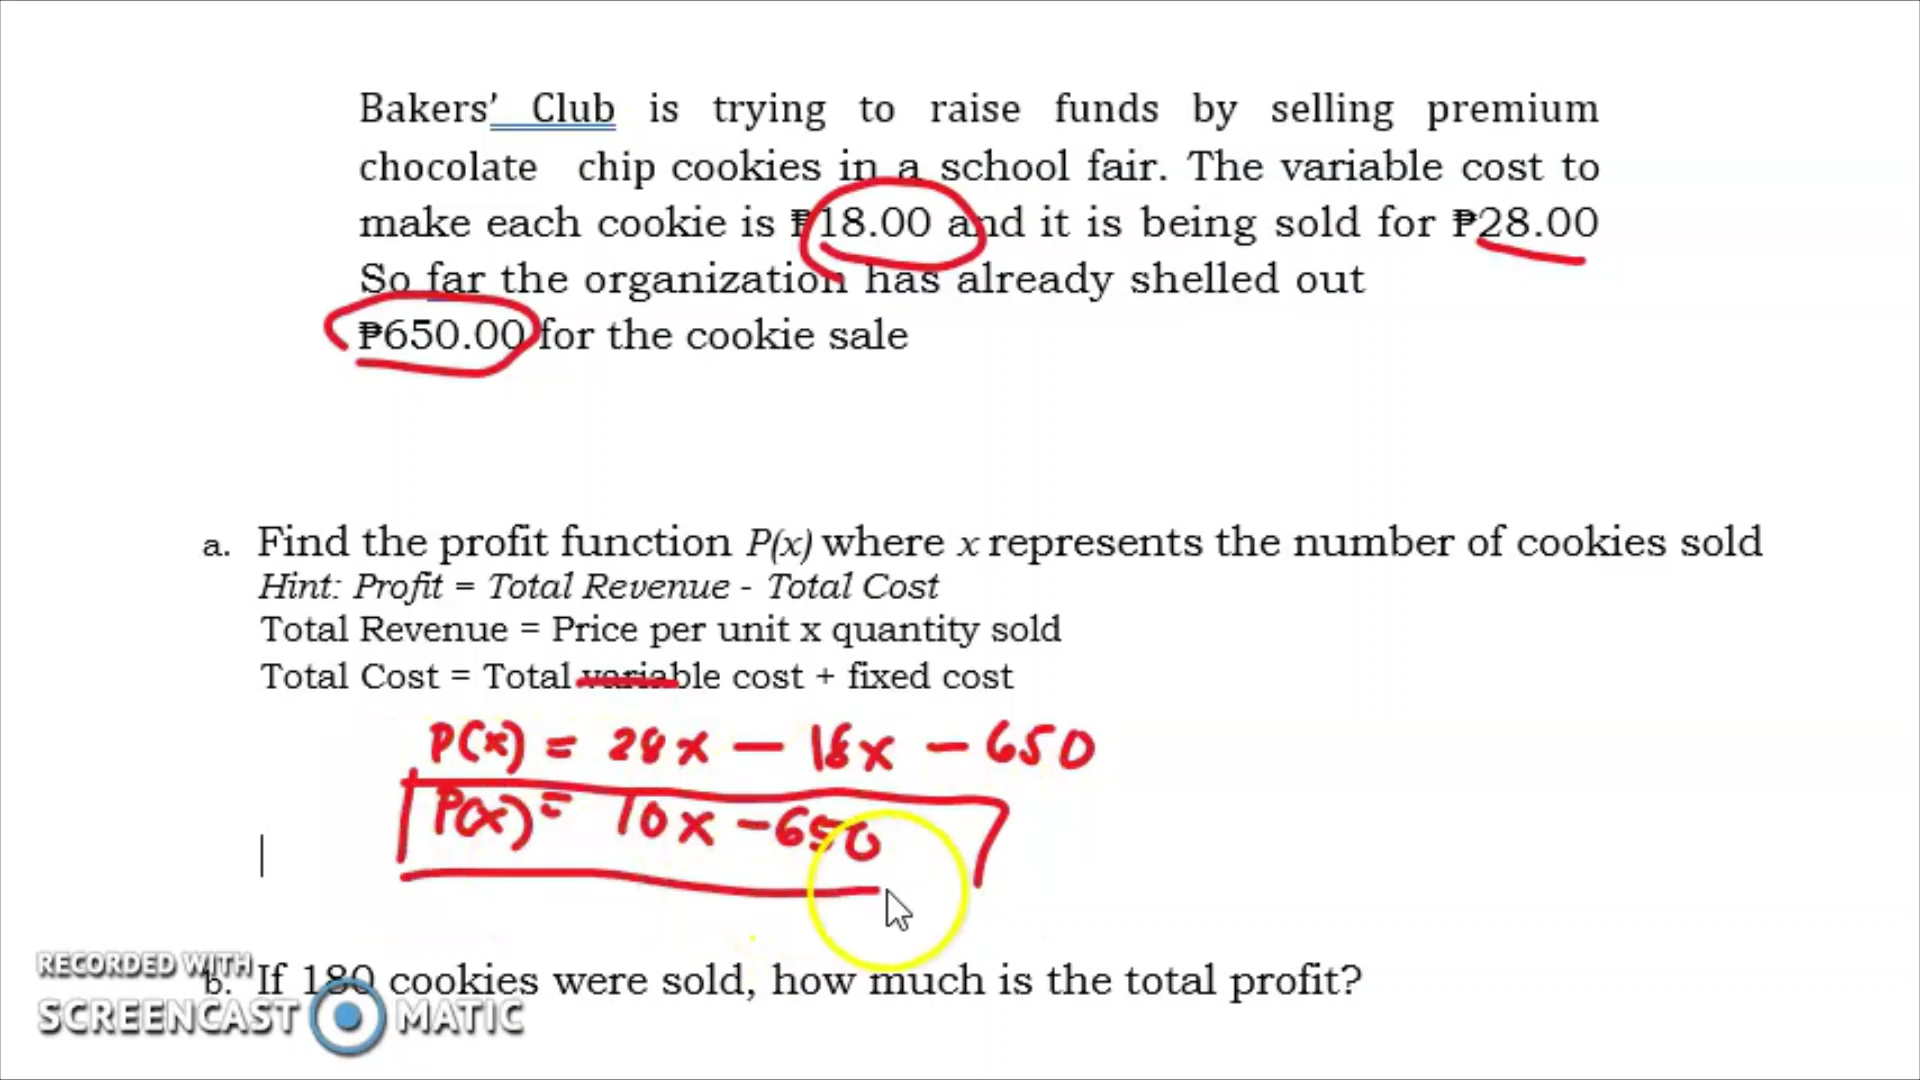 Bakers’ Club is trying to raise funds by selling premium
chocolate chip cookies in a school fair. The variable cost to
make each cookie is ₱18.00 and it is being sold for ₱28.00
So far the organization has already shelled out
₱650.00 for the cookie sale
a. Find the profit function P(x) where x represents the number of cookies sold
Hint: Profit = Total Revenue - Total Cost
Total Revenue = Price per unit x quantity sold
Total Cost = Total variable cost + fixed cost
P(x) = 28x – 18x – 650
P(x) = 10x – 650
b. If 180 cookies were sold, how much is the total profit?
RECORDED WITH
SCREENCAST MATIC